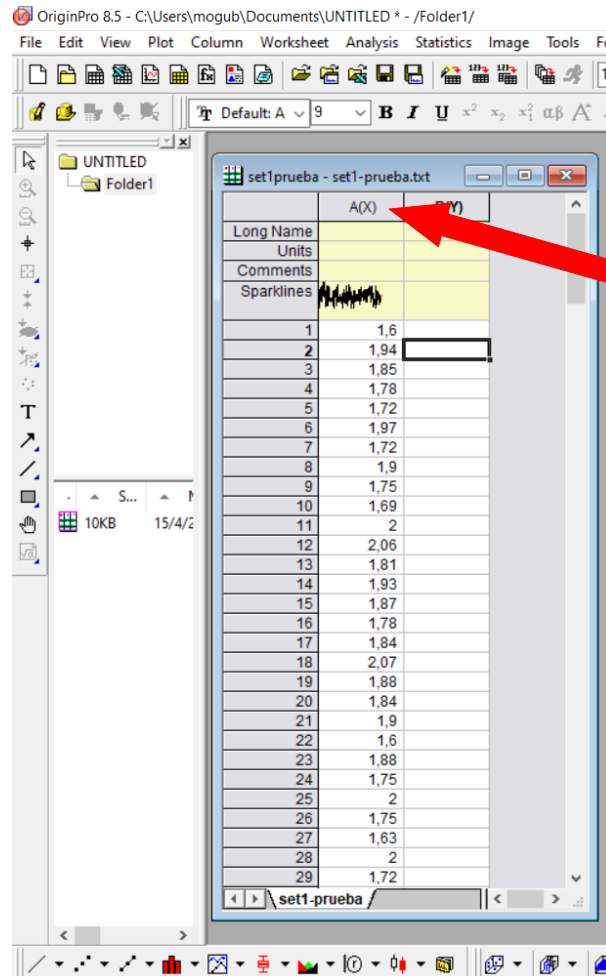 OriginPro 8.5 - C:\Users\mogub\Documents\UNTITLED * - /Folder1/
File Edit View Plot Column Worksheet Analysis Statistics Image Tools
Default: A 9 B I U x² x₂ αβ A
UNTITLED
Folder1
set1prueba - set1-prueba.txt
A(X) (Y)
Long Name
Units
Comments
Sparklines
1 1,6
2 1,94
3 1,85
4 1,78
5 1,72
6 1,97
7 1,72
8 1,9
9 1,75
10 1,69
11 2
12 2,06
13 1,81
14 1,93
15 1,87
16 1,78
17 1,84
18 2,07
19 1,88
20 1,84
21 1,9
22 1,6
23 1,88
24 1,75
25 2
26 1,75
27 1,63
28 2
29 1,72
S...
10KB 15/4/2
T
set1-prueba